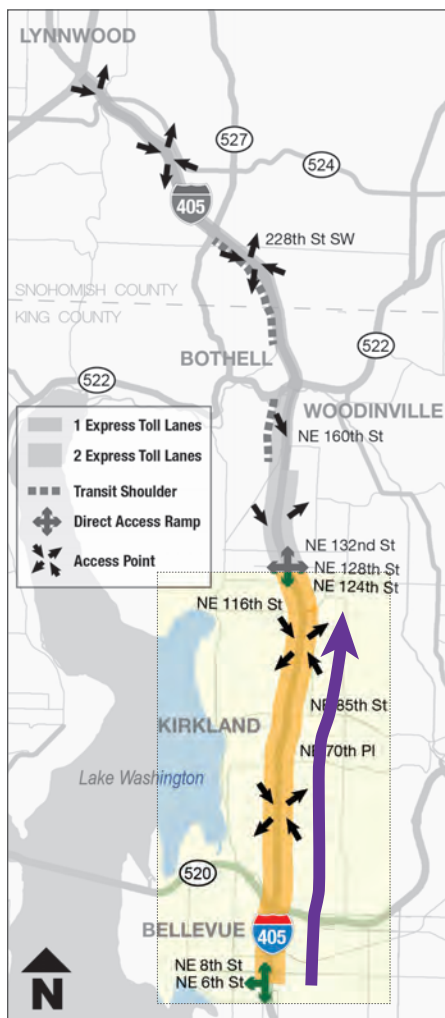 LYNNWOOD
527
524
405
228th St SW
SNOHOMISH COUNTY
KING COUNTY
BOTHELL
522
522
WOODINVILLE
1 Express Toll Lanes
2 Express Toll Lanes
Transit Shoulder
Direct Access Ramp
Access Point
NE 160th St
NE 132nd St
NE 128th St
NE 124th St
NE 116th St
NE 85th St
KIRKLAND
NE 70th Pl
Lake Washington
520
BELLEVUE
405
NE 8th St
NE 6th St
N